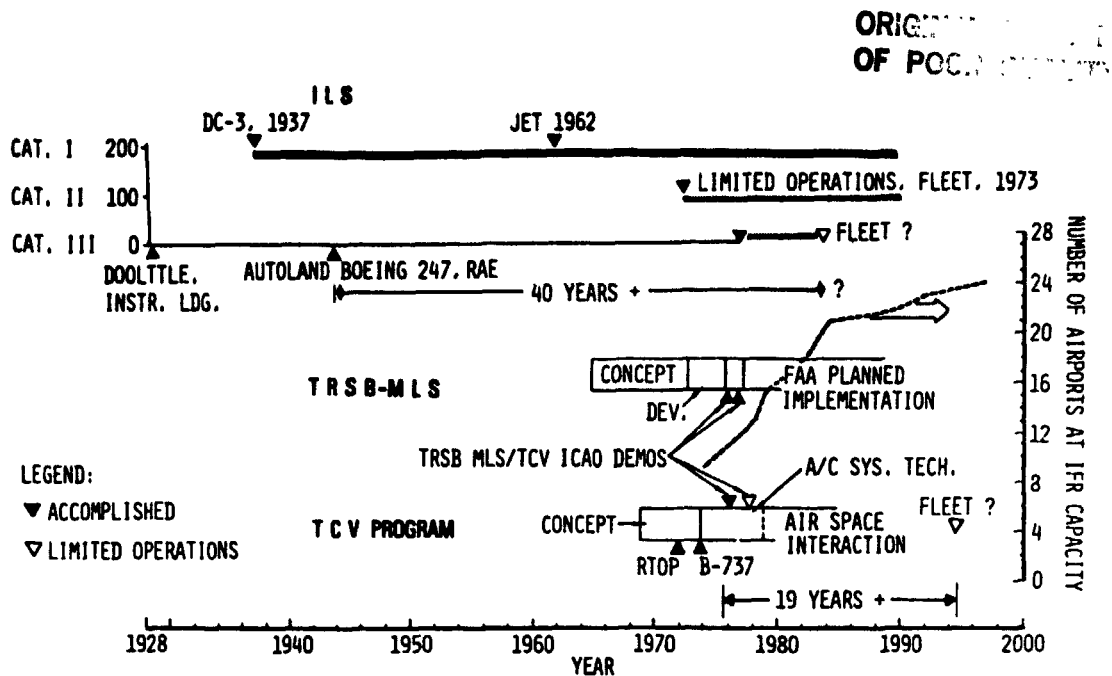 ORIG
OF POC
ILS
DC-3, 1937
JET 1962
CAT. I 200
LIMITED OPERATIONS. FLEET. 1973
CAT. II 100
CAT. III 0
FLEET ?
28
DOOLTTLE.
INSTR. LDG.
AUTOLAND BOEING 247. RAE
40 YEARS +
?
24
20
TRSB-MLS
CONCEPT
DEV.
FAA PLANNED
IMPLEMENTATION
16
12
TRSB MLS/TCV ICAO DEMOS
A/C SYS. TECH.
8
LEGEND:
ACCOMPLISHED
LIMITED OPERATIONS
TCV PROGRAM
CONCEPT
RTOP
B-737
AIR SPACE
INTERACTION
FLEET ?
4
0
NUMBER OF AIRPORTS AT IFR CAPACITY
19 YEARS +
1928 1940 1950 1960 1970 1980 1990 2000
YEAR